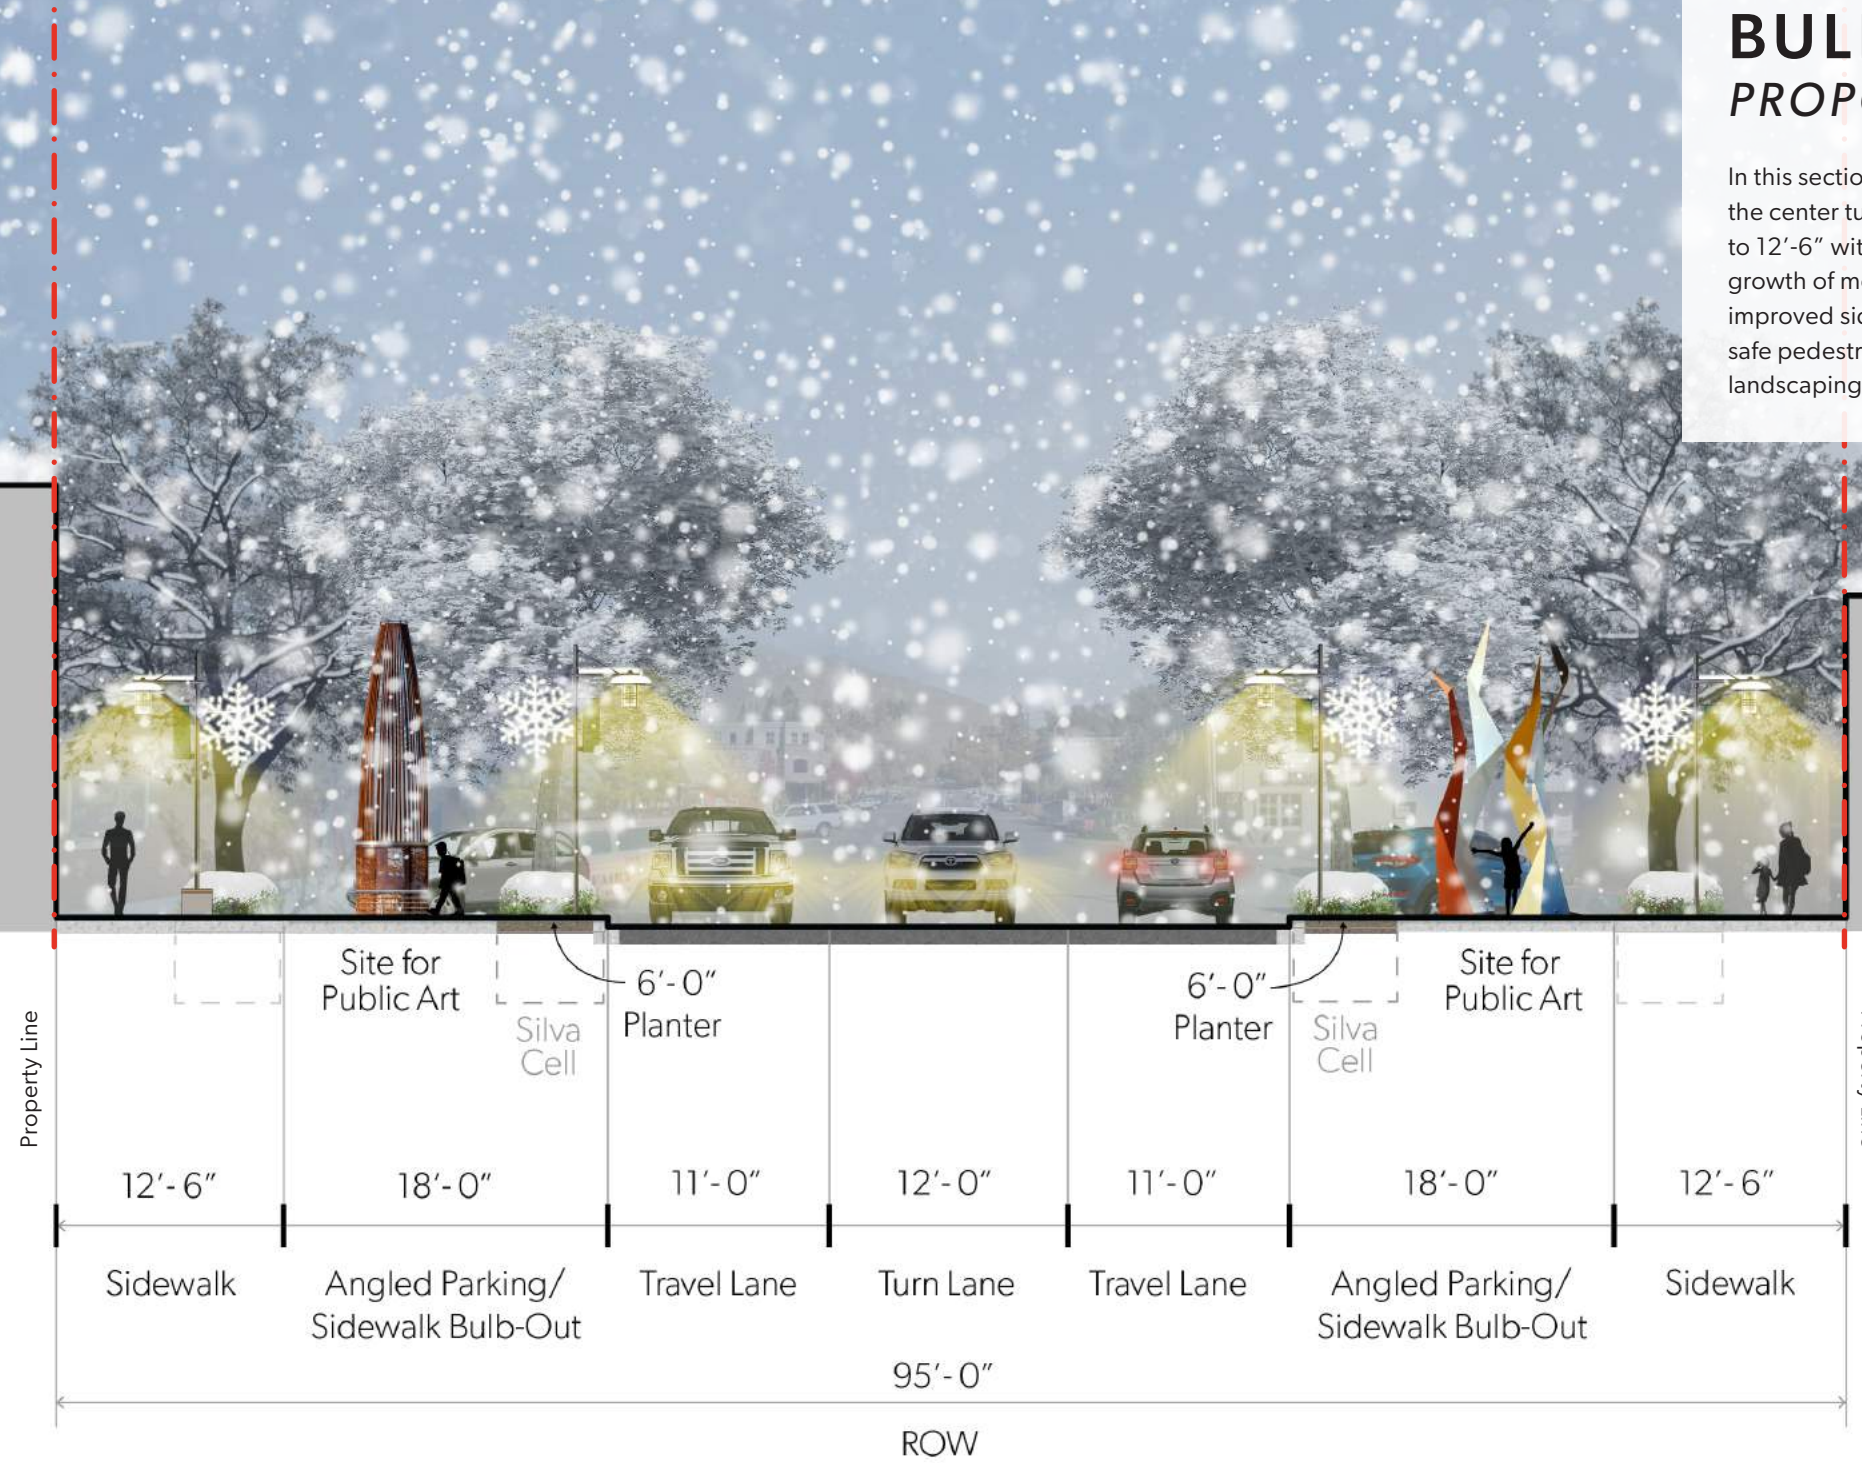 BUL
PROP
In this sectio
the center tu
to 12'-6" wit
growth of m
improved sid
safe pedestr
landscaping
Site for
Public Art
6'-0"
Planter
Silva
Cell
6'-0"
Planter
Silva
Cell
Site for
Public Art
Property Line
12'-6"
18'-0"
11'-0"
12'-0"
11'-0"
18'-0"
12'-6"
Sidewalk
Angled Parking/
Sidewalk Bulb-Out
Travel Lane
Turn Lane
Travel Lane
Angled Parking/
Sidewalk Bulb-Out
Sidewalk
95'-0"
ROW